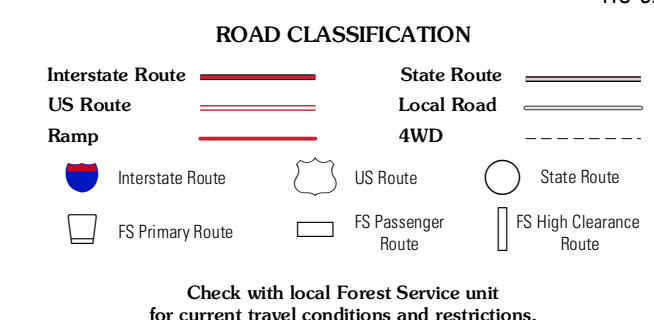 ROAD CLASSIFICATION
Interstate Route
State Route
US Route
Local Road
Ramp
4WD
Interstate Route
US Route
State Route
FS Primary Route
FS Passenger
Route
FS High Clearance
Route
Check with local Forest Service unit
for current travel conditions and restrictions.